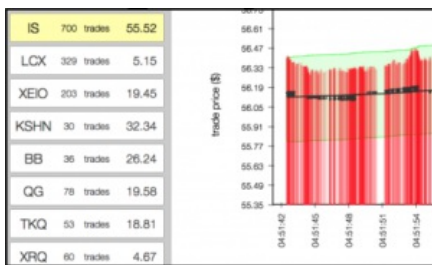 IS 700 trades 55.52
LCX 329 trades 5.15
XEIO 203 trades 19.45
KSHN 30 trades 32.34
BB 36 trades 26.24
QG 78 trades 19.58
TKQ 53 trades 18.81
XRQ 60 trades 4.67
trade price ($)
56.75
56.61
56.47
56.33
56.19
56.05
55.91
55.77
55.63
55.49
55.35
04:51:42
04:51:45
04:51:48
04:51:51
04:51:54